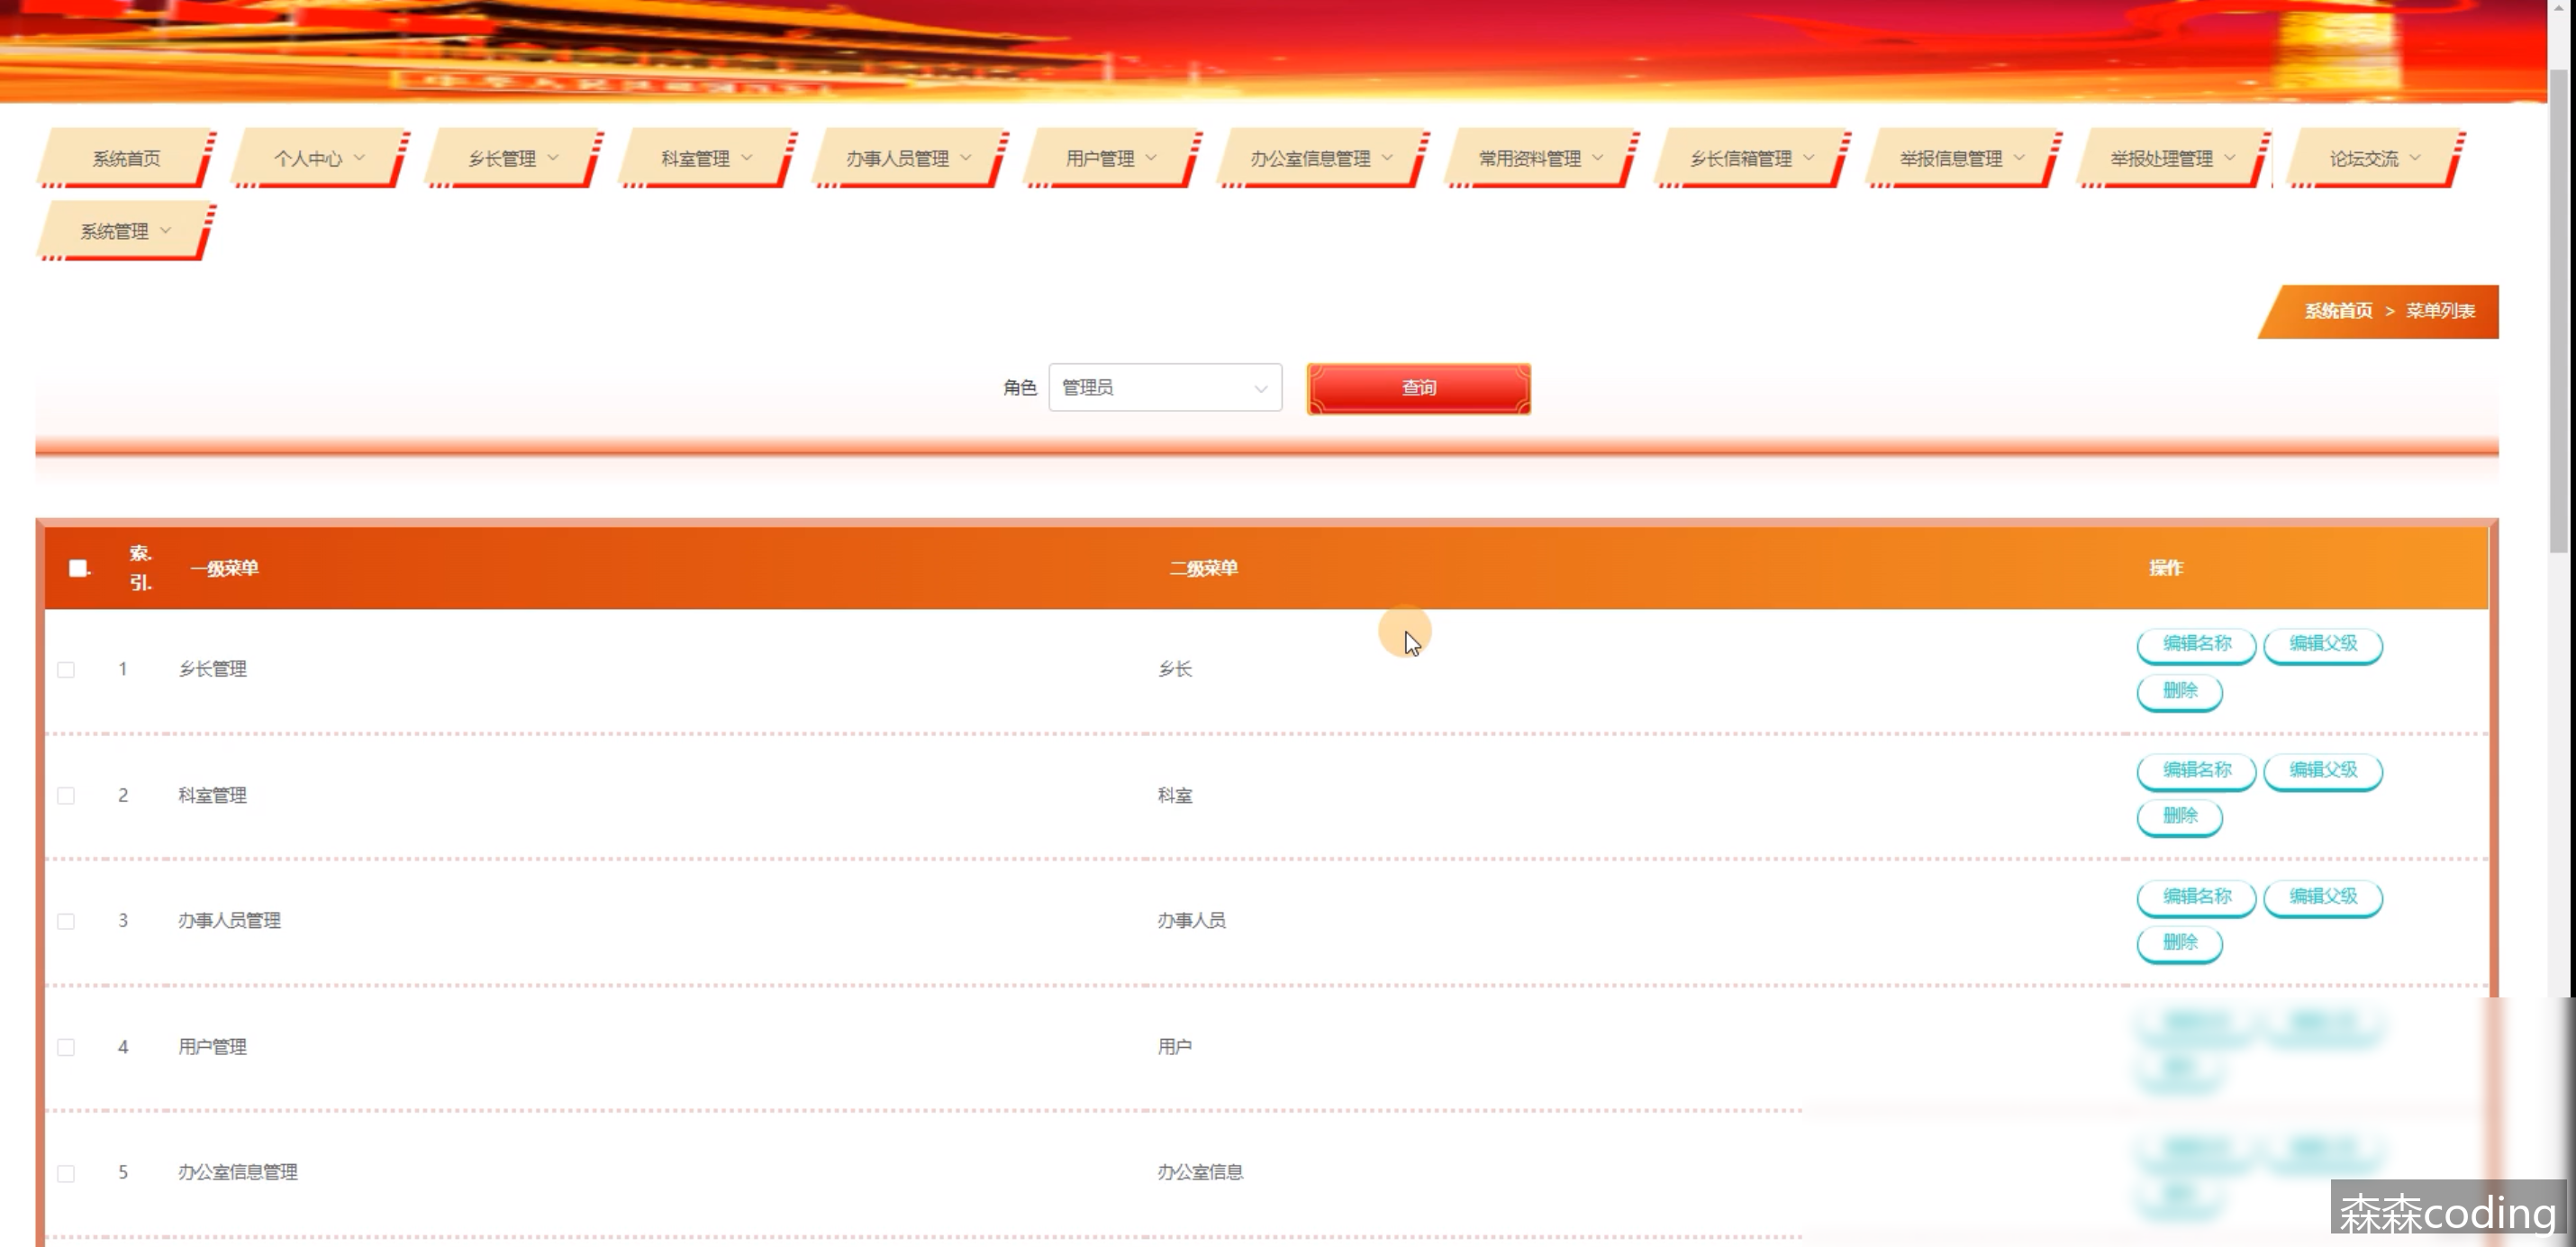 系统首页 个人中心 乡长管理 科室管理 办事人员管理 用户管理 办公室信息管理 常用资料管理 乡长信箱管理 举报信息管理 举报处理管理 论坛交流
系统管理
系统首页 > 菜单列表
角色 管理员 查询
索. 引. 一级菜单 二级菜单 操作
1 乡长管理 乡长 编辑名称 编辑父级
删除
2 科室管理 科室 编辑名称 编辑父级
删除
3 办事人员管理 办事人员 编辑名称 编辑父级
删除
4 用户管理 用户
5 办公室信息管理 办公室信息
森森coding